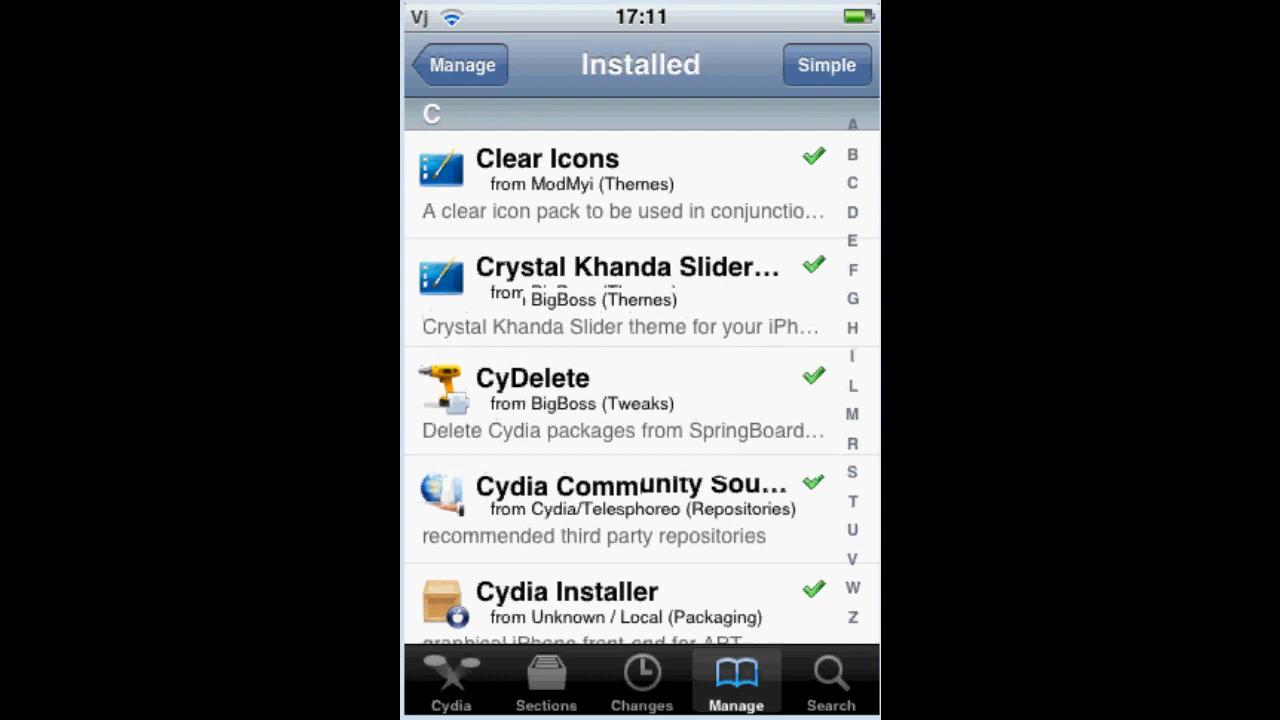 Vj 17:11
Manage Installed Simple
C
Clear Icons
from ModMyi (Themes)
A clear icon pack to be used in conjunctio...
Crystal Khanda Slider...
from BigBoss (Themes)
Crystal Khanda Slider theme for your iPh...
CyDelete
from BigBoss (Tweaks)
Delete Cydia packages from SpringBoard...
Cydia Community Sou...
from Cydia/Telesphoreo (Repositories)
recommended third party repositories
Cydia Installer
from Unknown / Local (Packaging)
graphical iPhone front-end for APT
A
B
C
D
E
F
G
H
I
L
M
R
S
T
U
V
W
Z
Cydia Sections Changes Manage Search